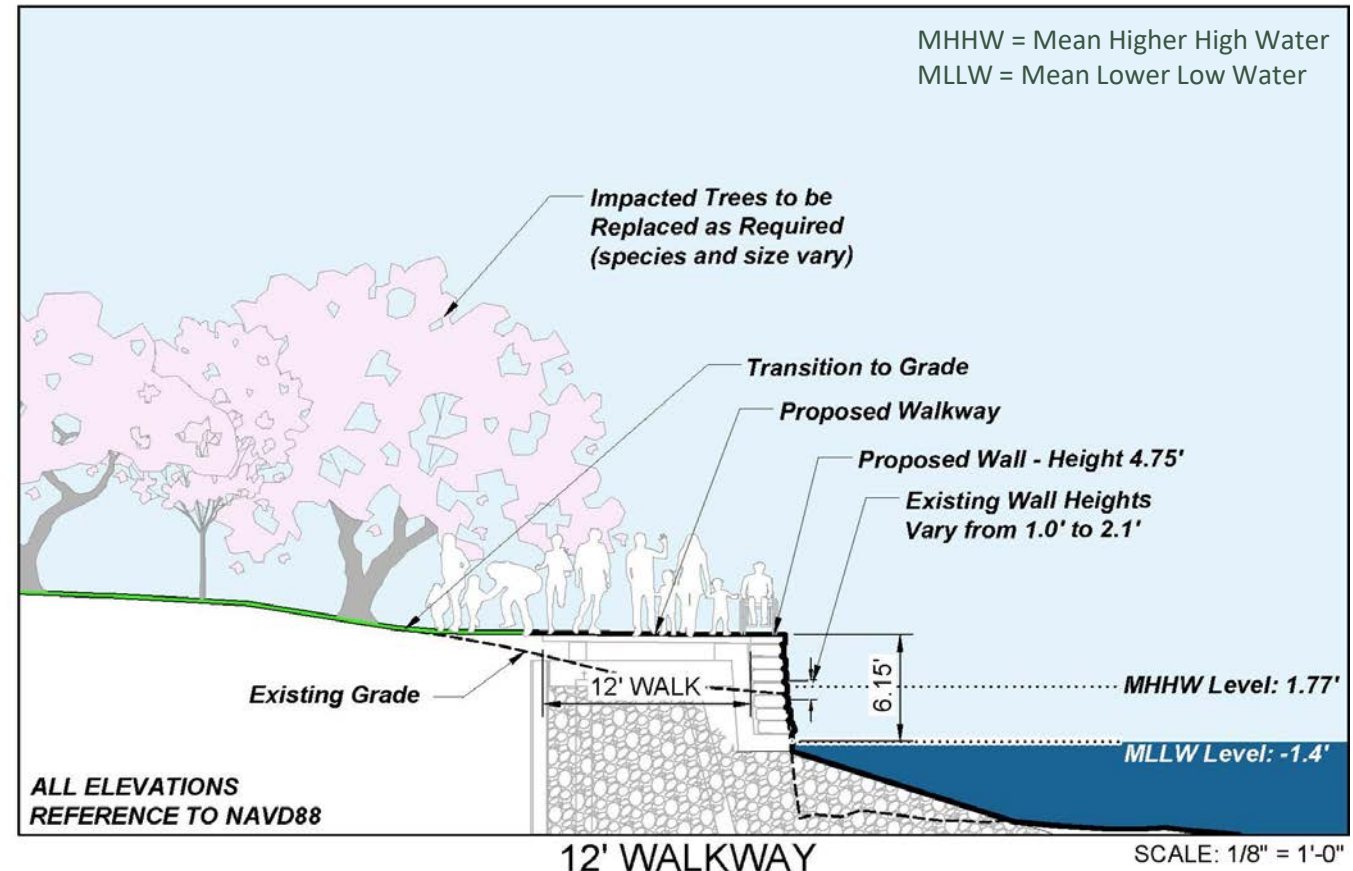 MHHW = Mean Higher High Water
MLLW = Mean Lower Low Water
Impacted Trees to be
Replaced as Required
(species and size vary)
Transition to Grade
Proposed Walkway
Proposed Wall - Height 4.75'
Existing Wall Heights
Vary from 1.0' to 2.1'
Existing Grade
12' WALK
6.15'
MHHW Level: 1.77'
MLLW Level: -1.4'
ALL ELEVATIONS
REFERENCE TO NAVD88
12' WALKWAY
SCALE: 1/8" = 1'-0"